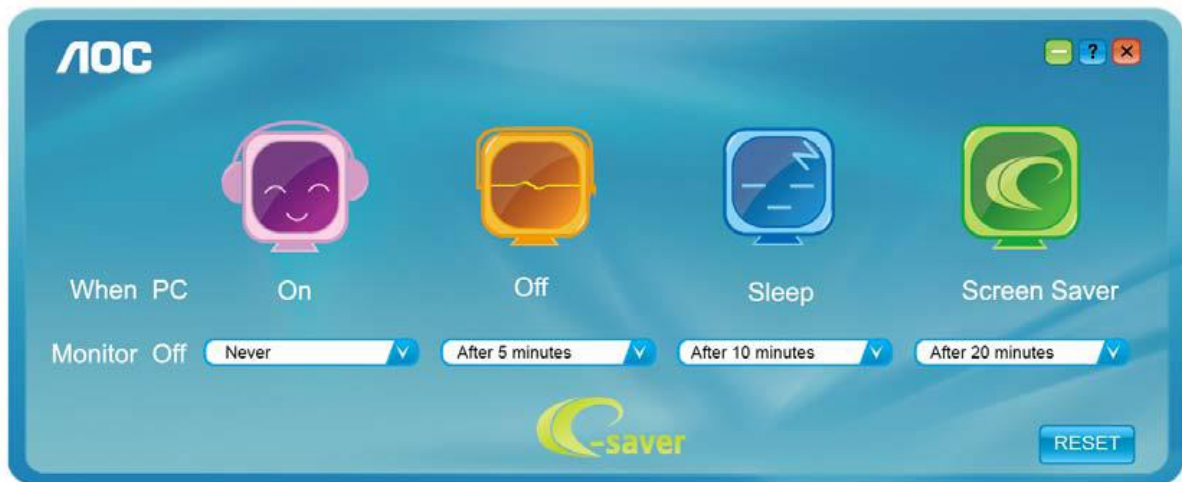 AOC
?
When PC On Off Sleep Screen Saver
Monitor Off Never After 5 minutes After 10 minutes After 20 minutes
e-saver
RESET